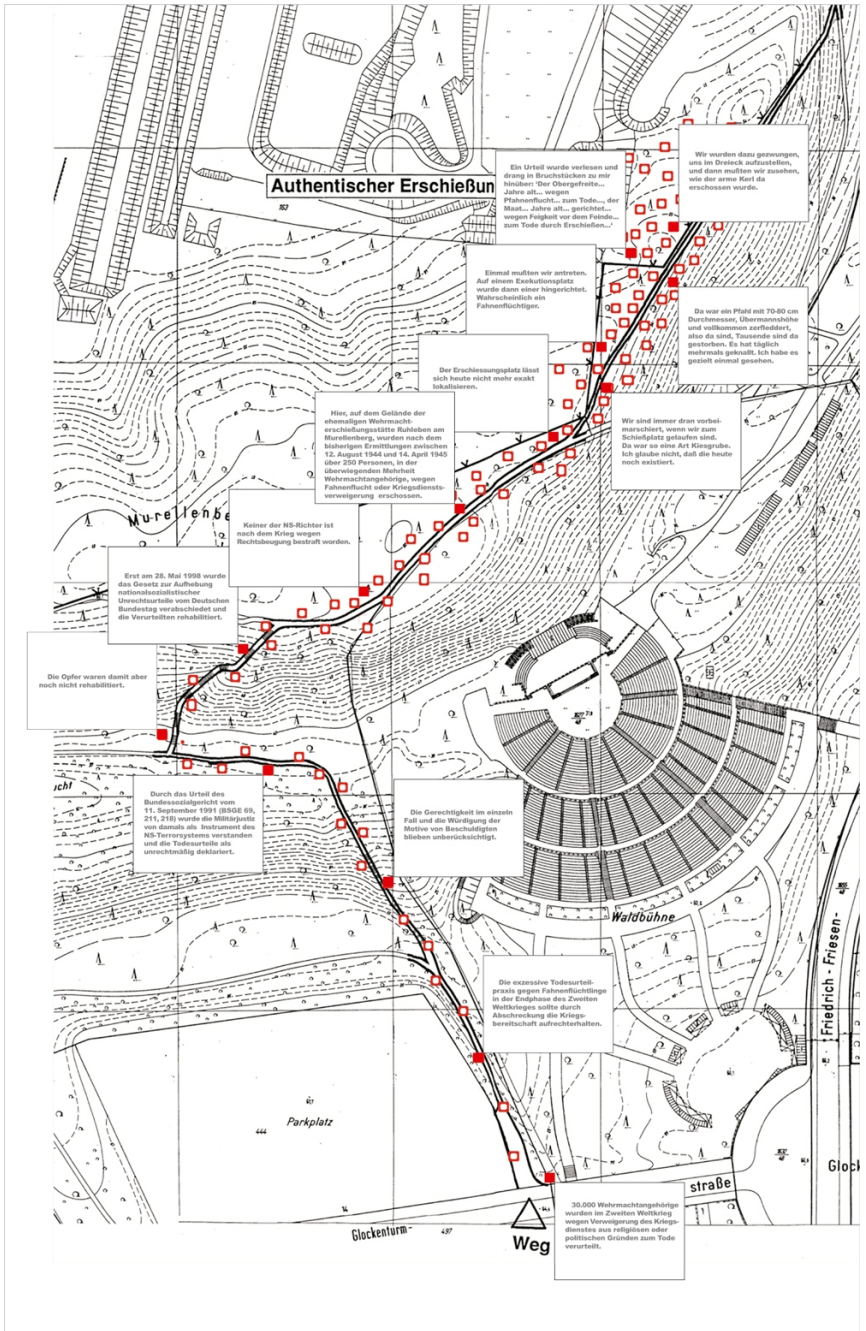 Authentischer Erschießun
Ein Urteil wurde verlesen und
drang in Bruchstücken zu mir
hinüber: 'Der Obergefreite...
Jahre alt... wegen
Pfahnenflucht... zum Tode..., der
Maat... Jahre alt... gerichtet...
wegen Feigkeit vor dem Feinde...
zum Tode durch Erschießen...'
Wir wurden dazu gezwungen,
uns im Dreieck aufzustellen,
und dann mußten wir zusehen,
wie der arme Kerl da
erschossen wurde.
Einmal mußten wir antreten.
Auf einem Exekutionsplatz
wurde dann einer hingerichtet.
Wahrscheinlich ein
Fahnenflüchtiger.
Da war ein Pfahl mit 70-80 cm
Durchmesser, Übermannshöhe
und vollkommen zerfleddert,
also da sind, Tausende sind da
gestorben. Es hat täglich
mehrmals geknallt. Ich habe es
gezielt einmal gesehen.
Der Erschiessungsplatz lässt
sich heute nicht mehr exakt
lokalisieren.
Hier, auf dem Gelände der
ehemaligen Wehrmacht-
erschießungsstätte Ruhleben am
Murellenberg, wurden nach dem
bisherigen Ermittlungen zwischen
12. August 1944 und 14. April 1945
über 250 Personen, in der
überwiegenden Mehrheit
Wehrmachtangehörige, wegen
Fahnenflucht oder Kriegsdienst-
verweigerung erschossen.
Wir sind immer dran vorbei-
marschiert, wenn wir zum
Schießplatz gelaufen sind.
Da war so eine Art Kiesgrube.
Ich glaube nicht, daß die heute
noch existiert.
Murellenbe
Keiner der NS-Richter ist
nach dem Krieg wegen
Rechtsbeugung bestraft worden.
Erst am 28. Mai 1998 wurde
das Gesetz zur Aufhebung
nationalsozialistischer
Unrechtsurteile vom Deutschen
Bundestag verabschiedet und
die Verurteilten rehabilitiert.
Die Opfer waren damit aber
noch nicht rehabilitiert.
ucht
Durch das Urteil des
Bundessozialgericht vom
11. September 1991 (BSGE 69,
211, 218) wurde die Militärjustiz
von damals als Instrument des
NS-Terrorsystems verstanden
und die Todesurteile als
unrechtmäßig deklariert.
Die Gerechtigkeit im einzeln
Fall und die Würdigung der
Motive von Beschuldigten
blieben unberücksichtigt.
Waldbühne
Friedrich - Friesen-
Die exzessive Todesurteil-
praxis gegen Fahnenflüchtlinge
in der Endphase des Zweiten
Weltkrieges sollte durch
Abschreckung die Kriegs-
bereitschaft aufrechterhalten.
Parkplatz
444
Glock
straße
30.000 Wehrmachtangehörige
wurden im Zweiten Weltkrieg
wegen Verweigerung des Kriegs-
dienstes aus religiösen oder
politischen Gründen zum Tode
verurteilt.
Glockenturm-
497
Weg